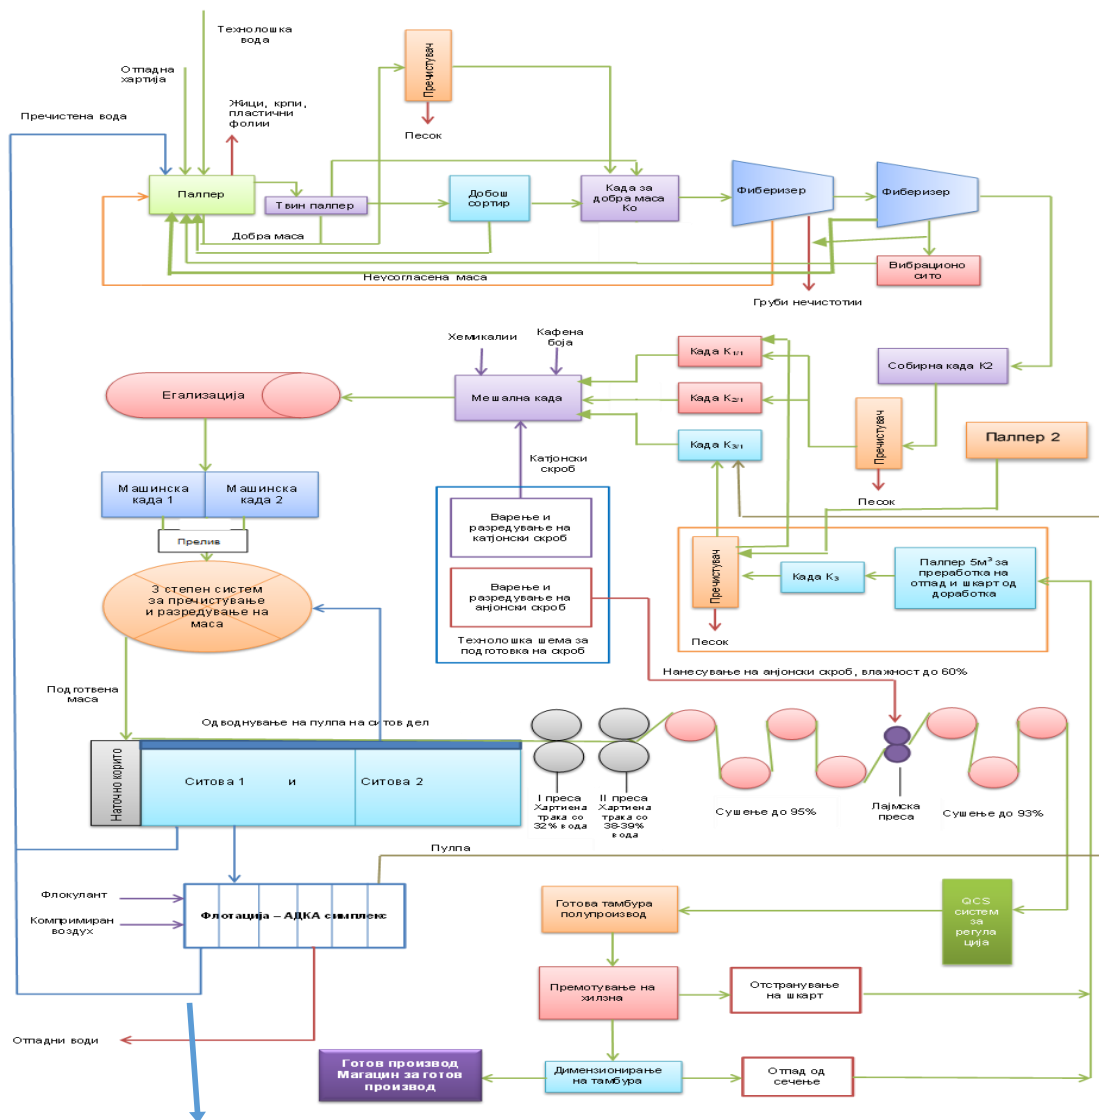 Технолошка
вода
Отпадна
хартија
Жици, крпи,
пластични
фолии
Пречистена вода
Пречистувач
Песок
Палпер
Твин палпер
Добош
сортир
Када за
добра маса
Ко
Фиберизер
Фиберизер
Добра маса
Вибрационо
сито
Неусогласена маса
Груби нечистотии
Хемикалии
Кафена
боја
Када К1/1
Собирна када К2
Егализација
Мешална када
Када К2/1
Пречистувач
Палпер 2
Када К3/1
Катјонски
скроб
Машинска
када 1
Машинска
када 2
Песок
Варење и
разредување на
катјонски скроб
Прелив
Пречистувач
Када К3
Палпер 5м³ за
преработка на
отпад и шкарт од
доработка
3 степен систем
за пречистување
и разредување на
маса
Варење и
разредување на
анјонски скроб
Технолошка шема за
подготовка на скроб
Песок
Нанесување на анјонски скроб, влажност до 60%
Подготвена
маса
Одводнување на пулпа на ситов дел
Наточно корито
Ситова 1 и Ситова 2
I преса
Хартиена
трака со
32% вода
II преса
Хартиена
трака со
38-39%
вода
Сушење до 95%
Лајмска
преса
Сушење до 93%
Пулпа
Флокулант
Компримиран
воздух
Флотација – АДКА симплекс
Готова тамбура
полупроизвод
QCS
систем
за
регула
ција
Премотување на
хилзна
Отстранување
на шкарт
Отпадни води
Готов производ
Магацин за готов
производ
Димензионирање
на тамбура
Отпад од
сечење